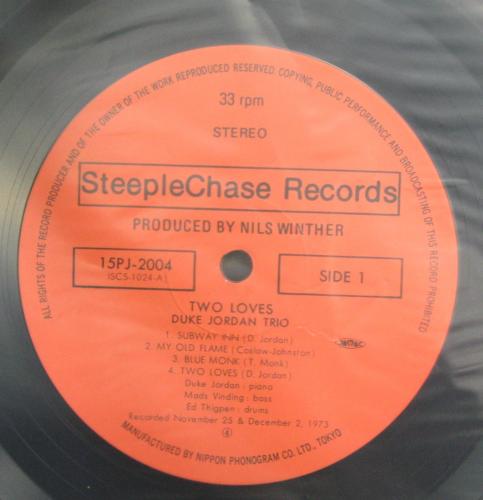 ALL RIGHTS OF THE RECORD PRODUCER AND OF THE OWNER OF THE WORK REPRODUCED RESERVED. COPYING, PUBLIC PERFORMANCE AND BROADCASTING OF THIS RECORD PROHIBITED
33 rpm
STEREO
SteepleChase Records
PRODUCED BY NILS WINTHER
15PJ-2004
(SCS-1024-A)
SIDE 1
TWO LOVES
DUKE JORDAN TRIO
1. SUBWAY INN (D. Jordan)
2. MY OLD FLAME (Coslow-Johnston)
3. BLUE MONK (T. Monk)
4. TWO LOVES (D. Jordan)
Duke Jordan : piano
Mads Vinding : bass
Ed Thigpen : drums
Recorded November 25 & December 2, 1973
4
MANUFACTURED BY NIPPON PHONOGRAM CO. LTD., TOKYO